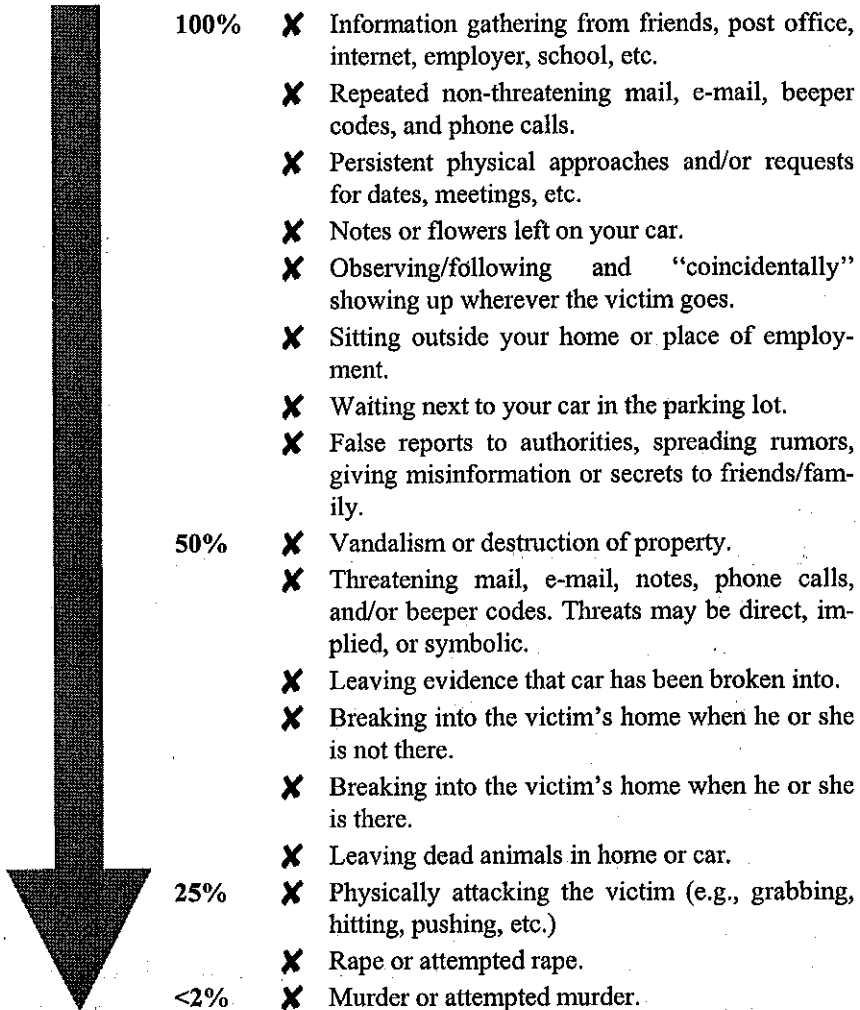 100% ✘ Information gathering from friends, post office,
internet, employer, school, etc.
✘ Repeated non-threatening mail, e-mail, beeper
codes, and phone calls.
✘ Persistent physical approaches and/or requests
for dates, meetings, etc.
✘ Notes or flowers left on your car.
✘ Observing/following and “coincidentally”
showing up wherever the victim goes.
✘ Sitting outside your home or place of employ-
ment.
✘ Waiting next to your car in the parking lot.
✘ False reports to authorities, spreading rumors,
giving misinformation or secrets to friends/fam-
ily.
50% ✘ Vandalism or destruction of property.
✘ Threatening mail, e-mail, notes, phone calls,
and/or beeper codes. Threats may be direct, im-
plied, or symbolic.
✘ Leaving evidence that car has been broken into.
✘ Breaking into the victim’s home when he or she
is not there.
✘ Breaking into the victim’s home when he or she
is there.
✘ Leaving dead animals in home or car.
25% ✘ Physically attacking the victim (e.g., grabbing,
hitting, pushing, etc.)
✘ Rape or attempted rape.
<2% ✘ Murder or attempted murder.